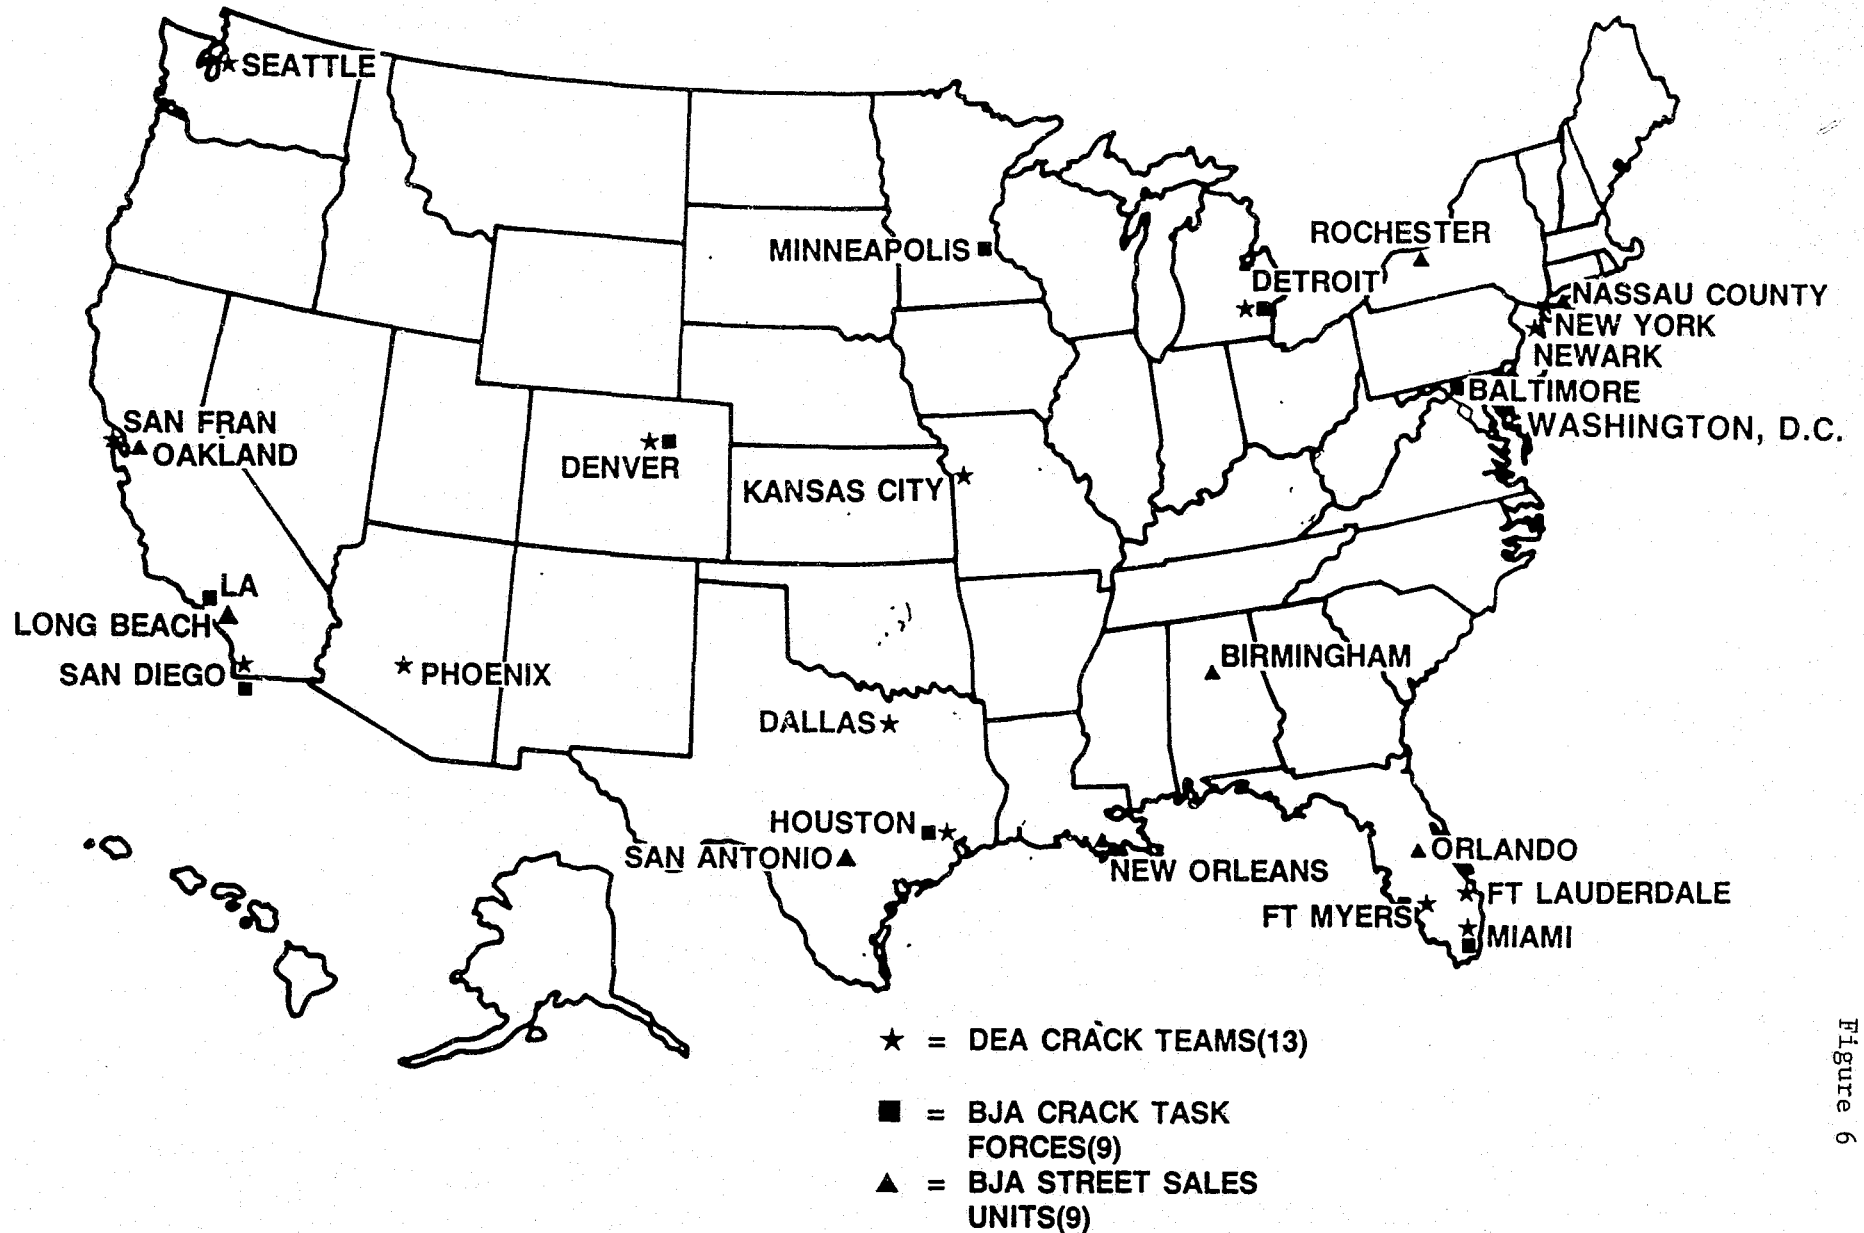 SEATTLE
MINNEAPOLIS
ROCHESTER
DETROIT
NASSAU COUNTY
NEW YORK
NEWARK
BALTIMORE
WASHINGTON, D.C.
SAN FRAN
OAKLAND
DENVER
KANSAS CITY
LA
LONG BEACH
SAN DIEGO
PHOENIX
BIRMINGHAM
DALLAS
HOUSTON
SAN ANTONIO
NEW ORLEANS
ORLANDO
FT LAUDERDALE
FT MYERS
MIAMI
★ = DEA CRACK TEAMS(13)
■ = BJA CRACK TASK
FORCES(9)
▲ = BJA STREET SALES
UNITS(9)
Figure 6